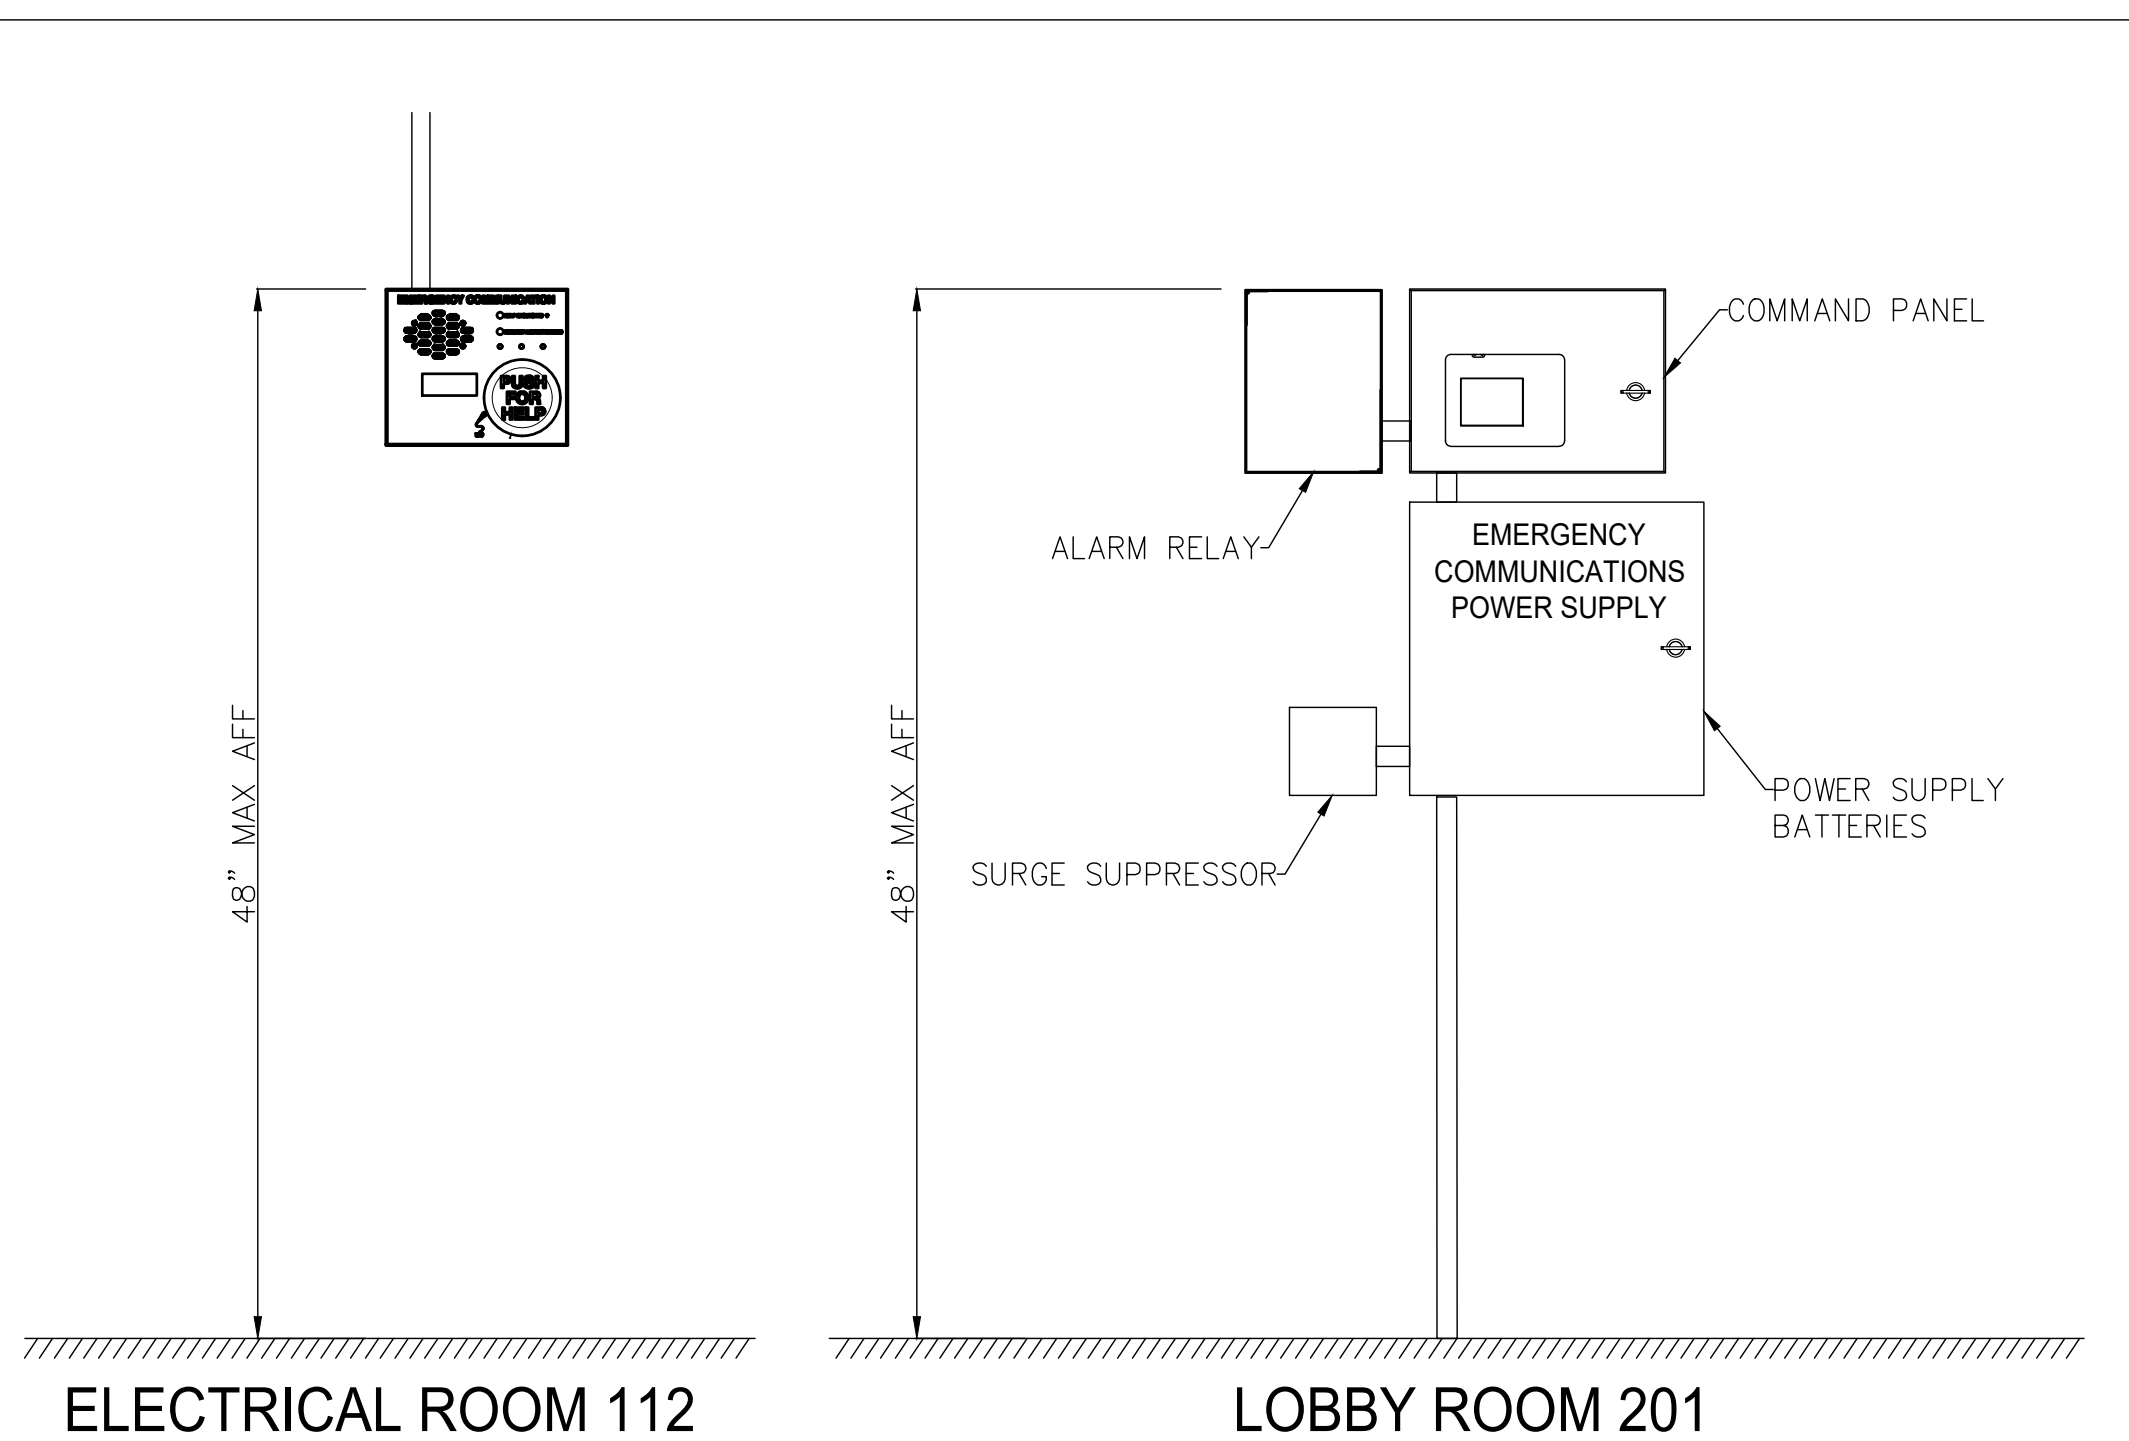 EMERGENCY COMMUNICATION
PUSH
FOR
HELP
48" MAX AFF
ELECTRICAL ROOM 112
48" MAX AFF
COMMAND PANEL
ALARM RELAY
EMERGENCY
COMMUNICATIONS
POWER SUPPLY
POWER SUPPLY
BATTERIES
SURGE SUPPRESSOR
LOBBY ROOM 201